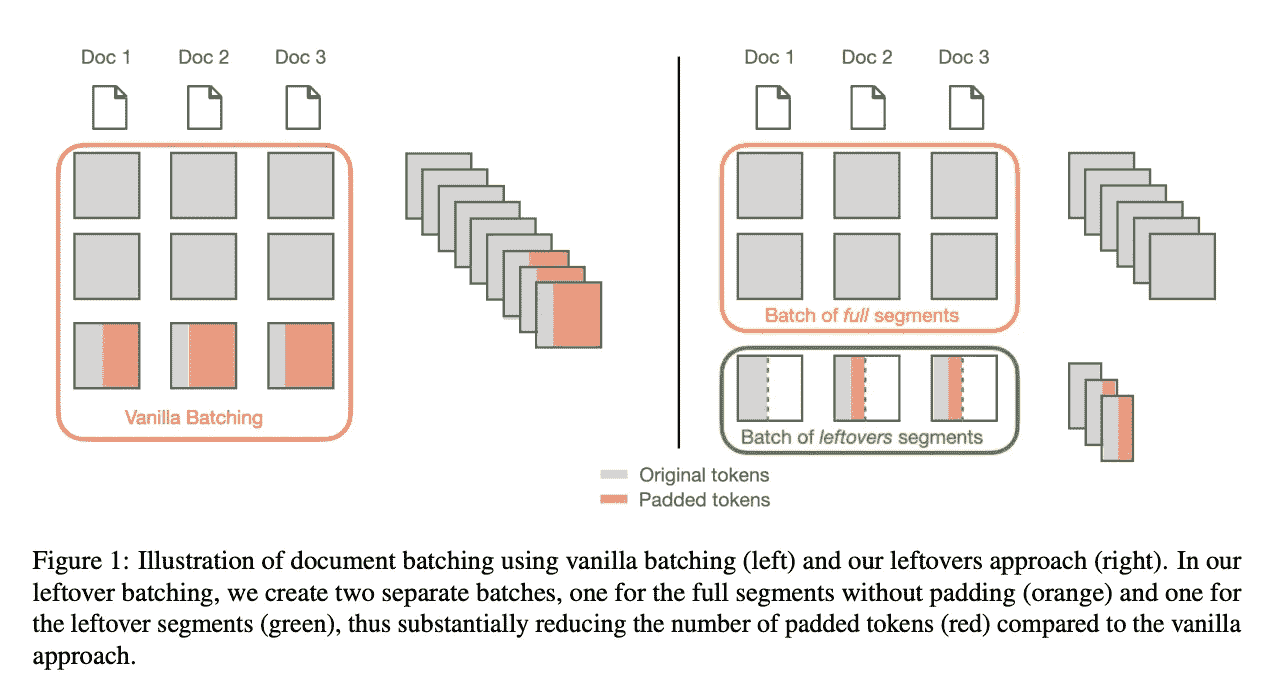 Doc 1 Doc 2 Doc 3
Vanilla Batching
Doc 1 Doc 2 Doc 3
Batch of full segments
Batch of leftovers segments
Original tokens
Padded tokens
Figure 1: Illustration of document batching using vanilla batching (left) and our leftovers approach (right). In our
leftover batching, we create two separate batches, one for the full segments without padding (orange) and one for
the leftover segments (green), thus substantially reducing the number of padded tokens (red) compared to the vanilla
approach.